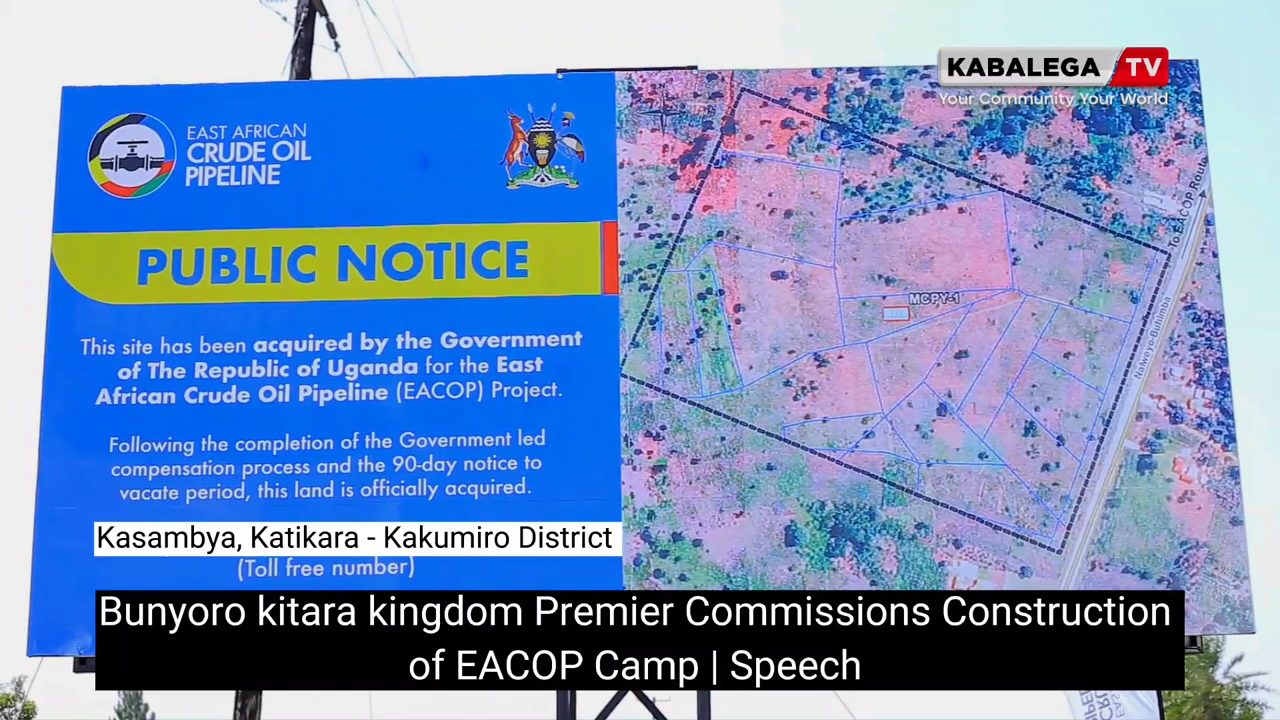 KABALEGA TV
Your Community Your World
EAST AFRICAN
CRUDE OIL
PIPELINE
PUBLIC NOTICE
This site has been acquired by the Government
of The Republic of Uganda for the East
African Crude Oil Pipeline (EACOP) Project.
Following the completion of the Government led
compensation process and the 90-day notice to
vacate period, this land is officially acquired.
(Toll free number)
To EACOP Route
MCPY-1
Nalweyo-Buhimba
Kasambya, Katikara - Kakumiro District
Bunyoro kitara kingdom Premier Commissions Construction
of EACOP Camp | Speech